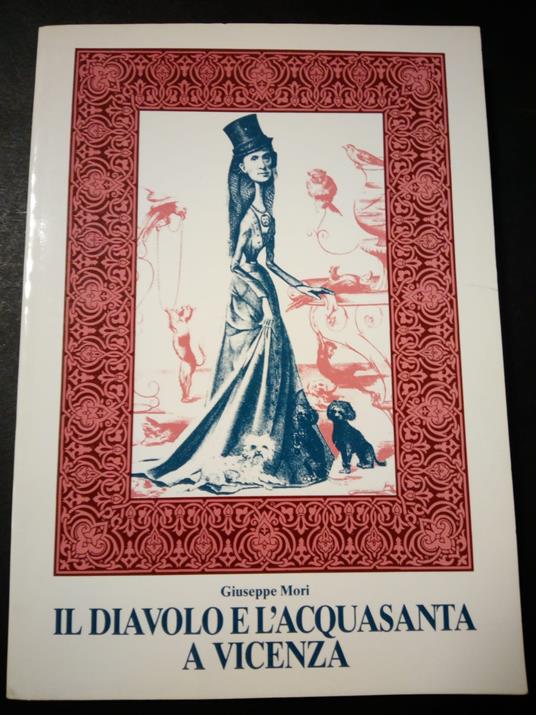 Giuseppe Mori
IL DIAVOLO E L'ACQUASANTA
A VICENZA